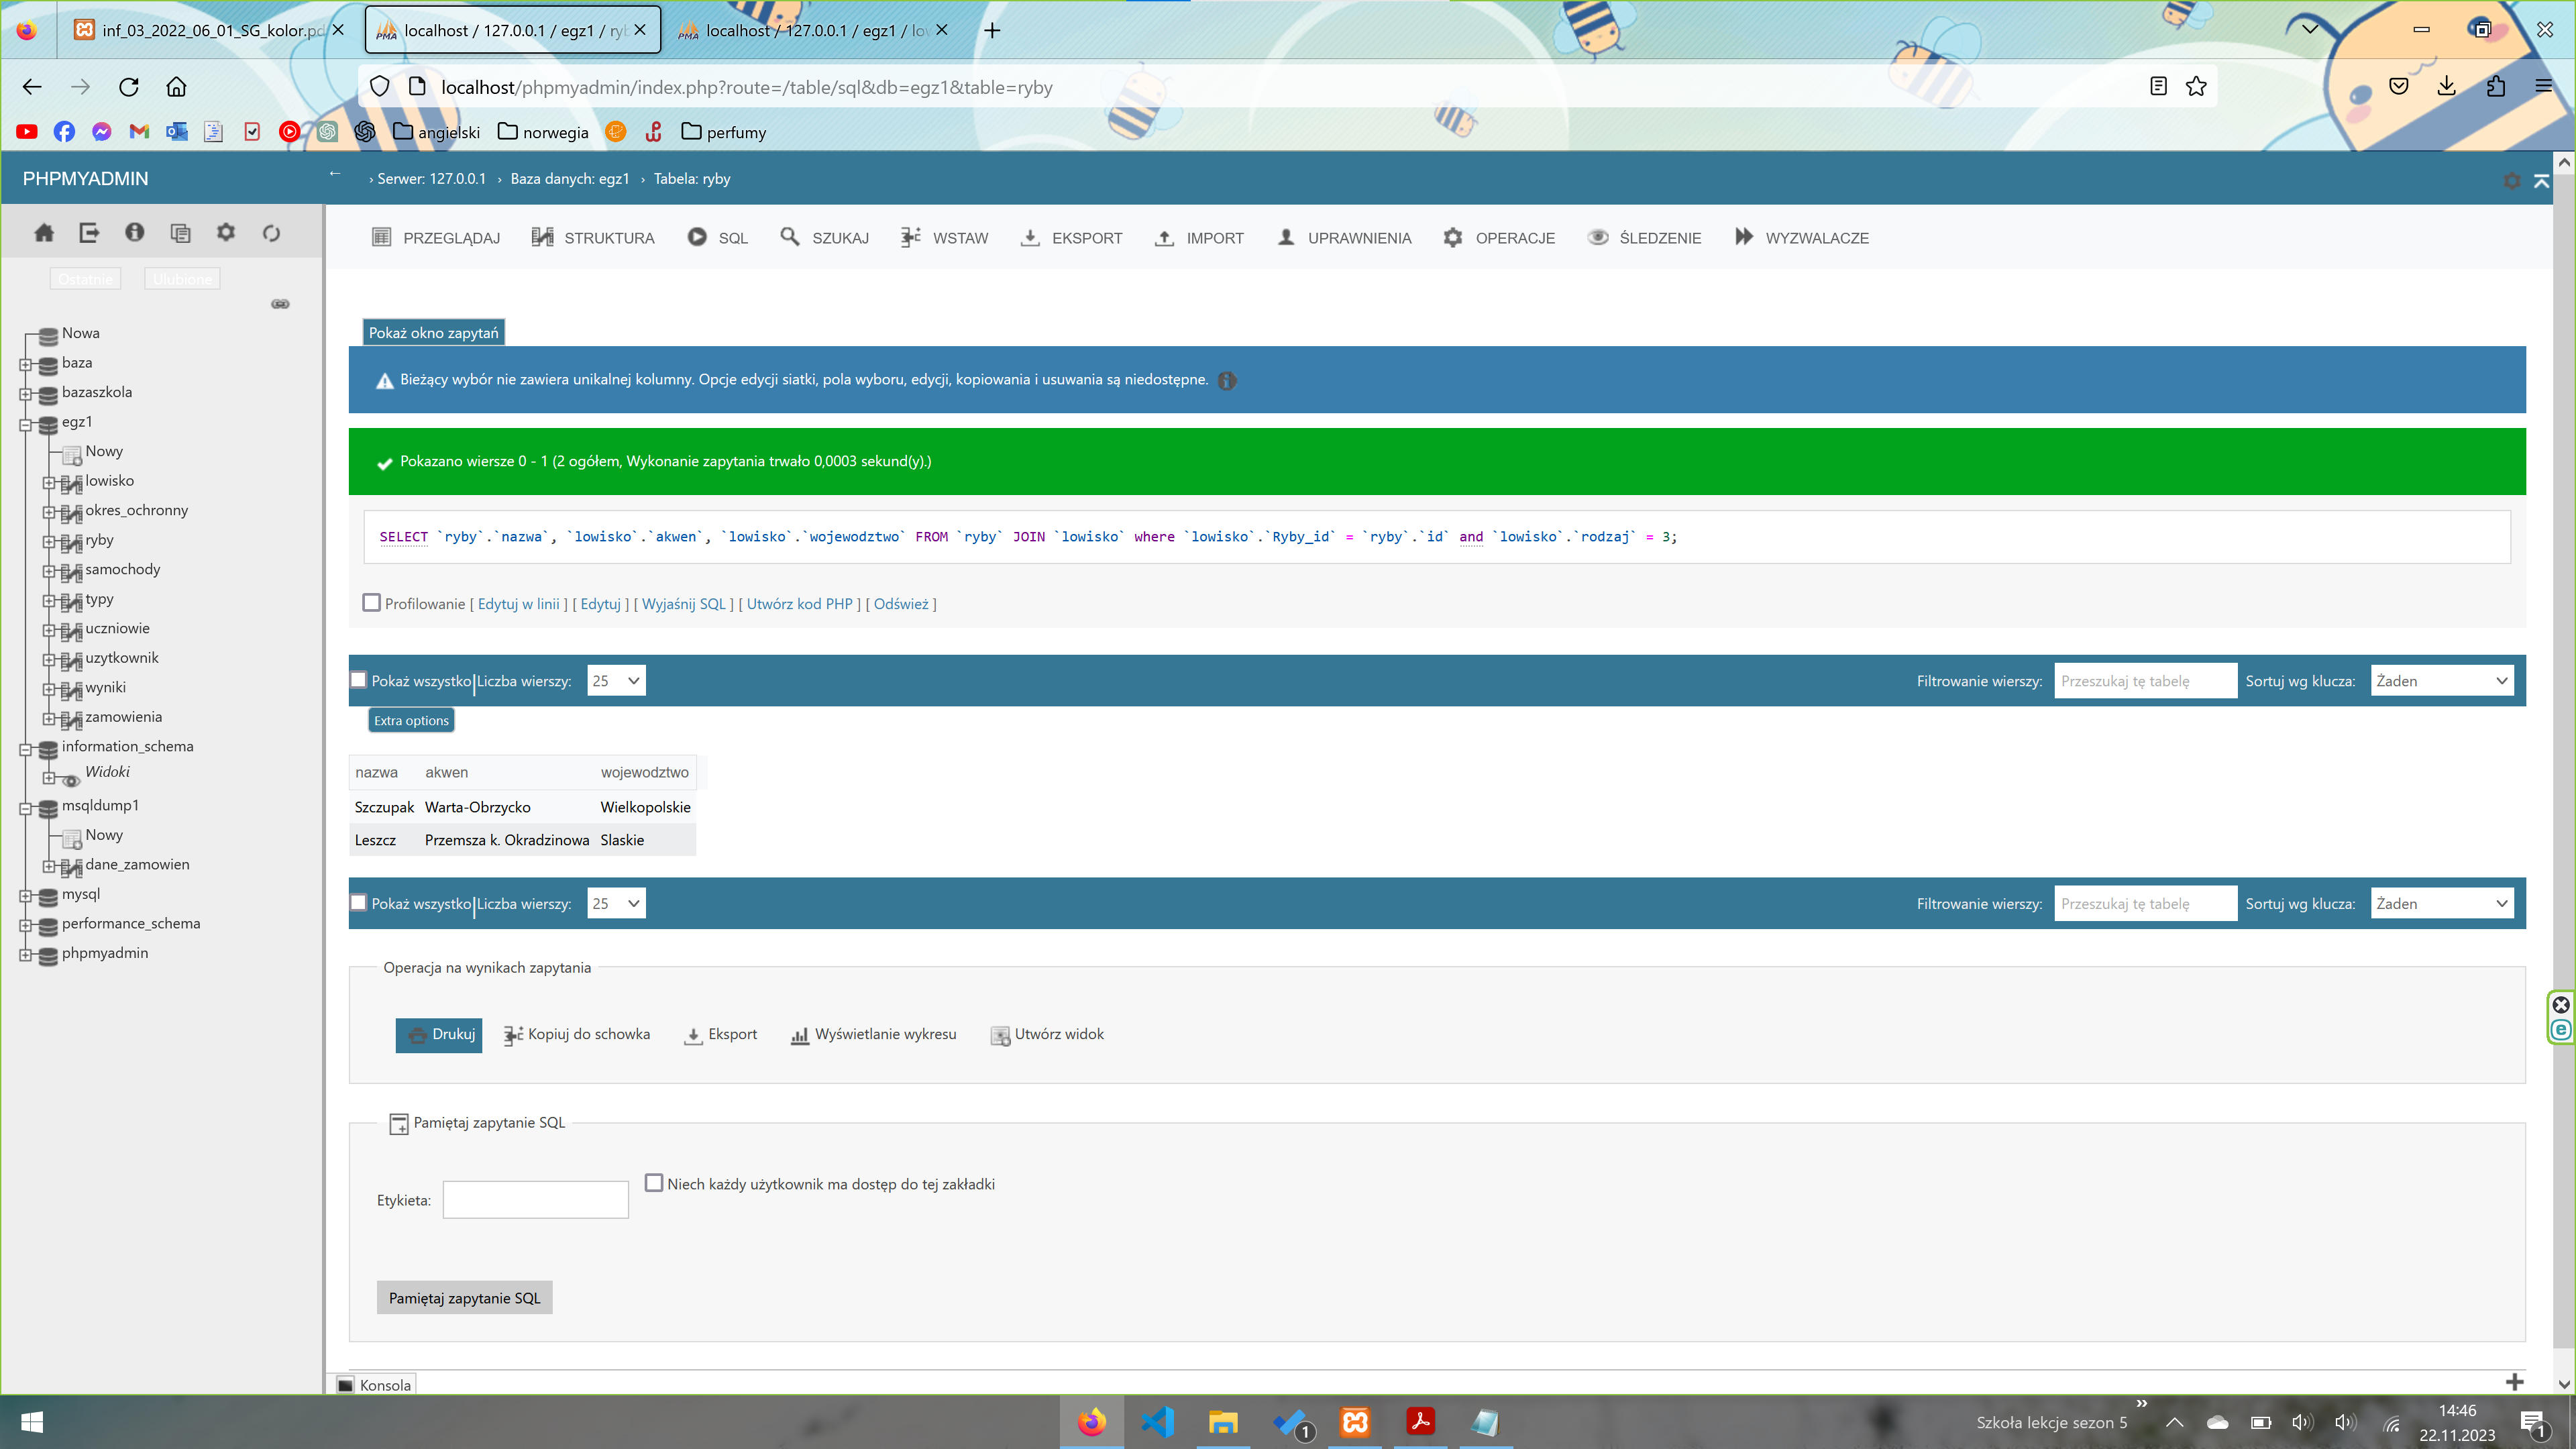 inf_03_2022_06_01_SG_kolor.pd
localhost / 127.0.0.1 / egz1 / ryb
localhost / 127.0.0.1 / egz1 / low
localhost/phpmyadmin/index.php?route=/table/sql&db=egz1&table=ryby
angielski
norwegia
perfumy
PHPMYADMIN
← › Serwer: 127.0.0.1 › Baza danych: egz1 › Tabela: ryby
PRZEGLĄDAJ STRUKTURA SQL SZUKAJ WSTAW EKSPORT IMPORT UPRAWNIENIA OPERACJE ŚLEDZENIE WYZWALACZE
Ostatnie Ulubione
Nowa
baza
bazaszkola
egz1
Nowy
lowisko
okres_ochronny
ryby
samochody
typy
uczniowie
uzytkownik
wyniki
zamowienia
information_schema
Widoki
msqldump1
Nowy
dane_zamowien
mysql
performance_schema
phpmyadmin
Pokaż okno zapytań
Bieżący wybór nie zawiera unikalnej kolumny. Opcje edycji siatki, pola wyboru, edycji, kopiowania i usuwania są niedostępne.
Pokazano wiersze 0 - 1 (2 ogółem, Wykonanie zapytania trwało 0,0003 sekund(y).)
SELECT `ryby`.`nazwa`, `lowisko`.`akwen`, `lowisko`.`wojewodztwo` FROM `ryby` JOIN `lowisko` where `lowisko`.`Ryby_id` = `ryby`.`id` and `lowisko`.`rodzaj` = 3;
Profilowanie [ Edytuj w linii ] [ Edytuj ] [ Wyjaśnij SQL ] [ Utwórz kod PHP ] [ Odśwież ]
Pokaż wszystko | Liczba wierszy: 25 Filtrowanie wierszy: Przeszukaj tę tabelę Sortuj wg klucza: Żaden
Extra options
nazwa akwen wojewodztwo
Szczupak Warta-Obrzycko Wielkopolskie
Leszcz Przemsza k. Okradzinowa Slaskie
Pokaż wszystko | Liczba wierszy: 25 Filtrowanie wierszy: Przeszukaj tę tabelę Sortuj wg klucza: Żaden
Operacja na wynikach zapytania
Drukuj Kopiuj do schowka Eksport Wyświetlanie wykresu Utwórz widok
Pamiętaj zapytanie SQL
Etykieta: Niech każdy użytkownik ma dostęp do tej zakładki
Pamiętaj zapytanie SQL
Konsola
Szkoła lekcje sezon 5
14:46
22.11.2023
1
1